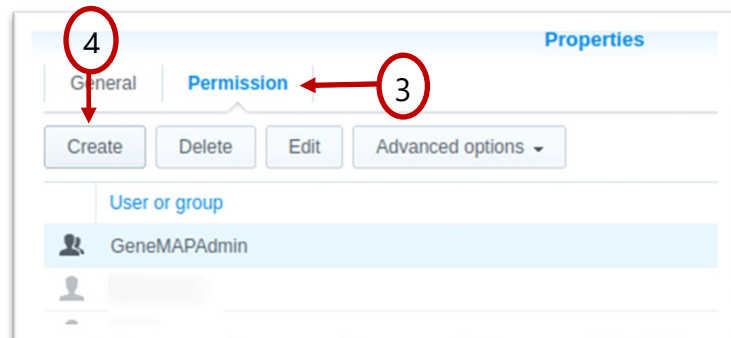 4
Properties
General Permission 3
Create Delete Edit Advanced options
User or group
GeneMAPAdmin